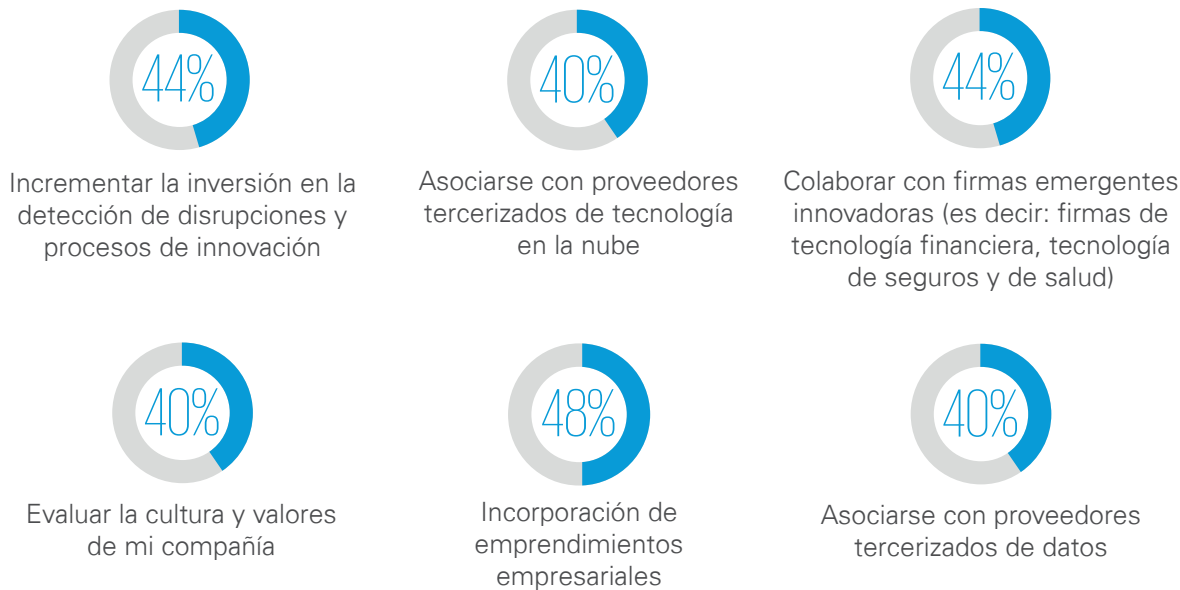 44%
Incrementar la inversión en la
detección de disrupciones y
procesos de innovación
40%
Asociarse con proveedores
tercerizados de tecnología
en la nube
44%
Colaborar con firmas emergentes
innovadoras (es decir: firmas de
tecnología financiera, tecnología
de seguros y de salud)
40%
Evaluar la cultura y valores
de mi compañía
48%
Incorporación de
emprendimientos
empresariales
40%
Asociarse con proveedores
tercerizados de datos